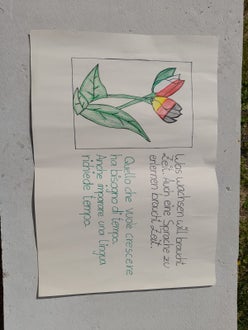 Was wachsen will braucht
Zeit. Auch eine Sprache zu
erlernen braucht Zeit
Quello che vuole crescere
ha bisogno di tempo.
Anche imparare una lingua
richiede tempo.